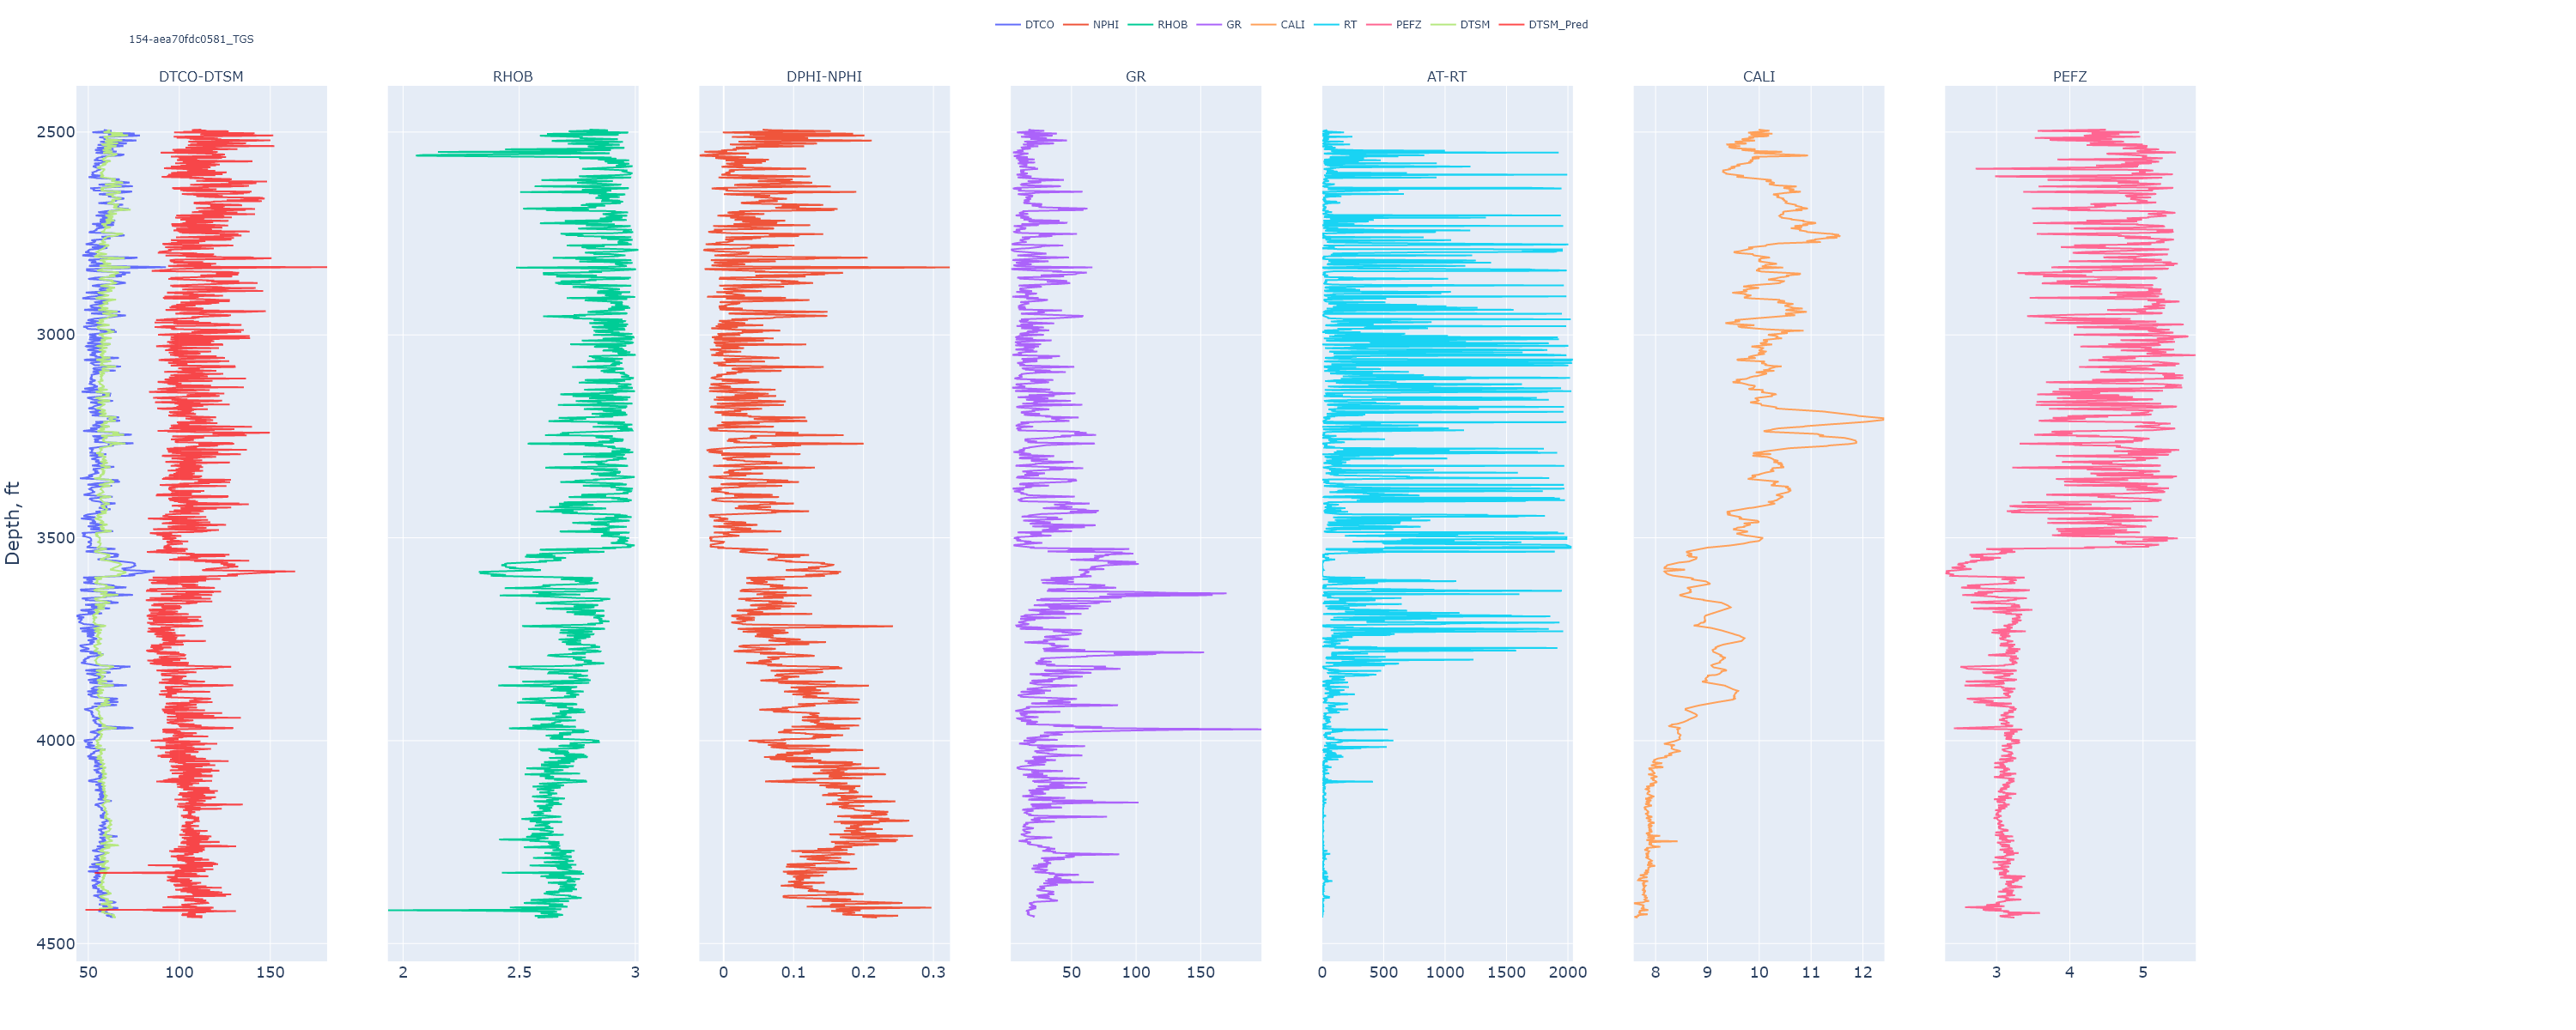 DTCO NPHI RHOB GR CALI RT PEFZ DTSM DTSM_Pred
154-aea70fdc0581_TGS
DTCO-DTSM RHOB DPHI-NPHI GR AT-RT CALI PEFZ
2500
3000
3500
4000
4500
Depth, ft
50 100 150 2 2.5 3 0 0.1 0.2 0.3 50 100 150 0 500 1000 1500 2000 8 9 10 11 12 3 4 5